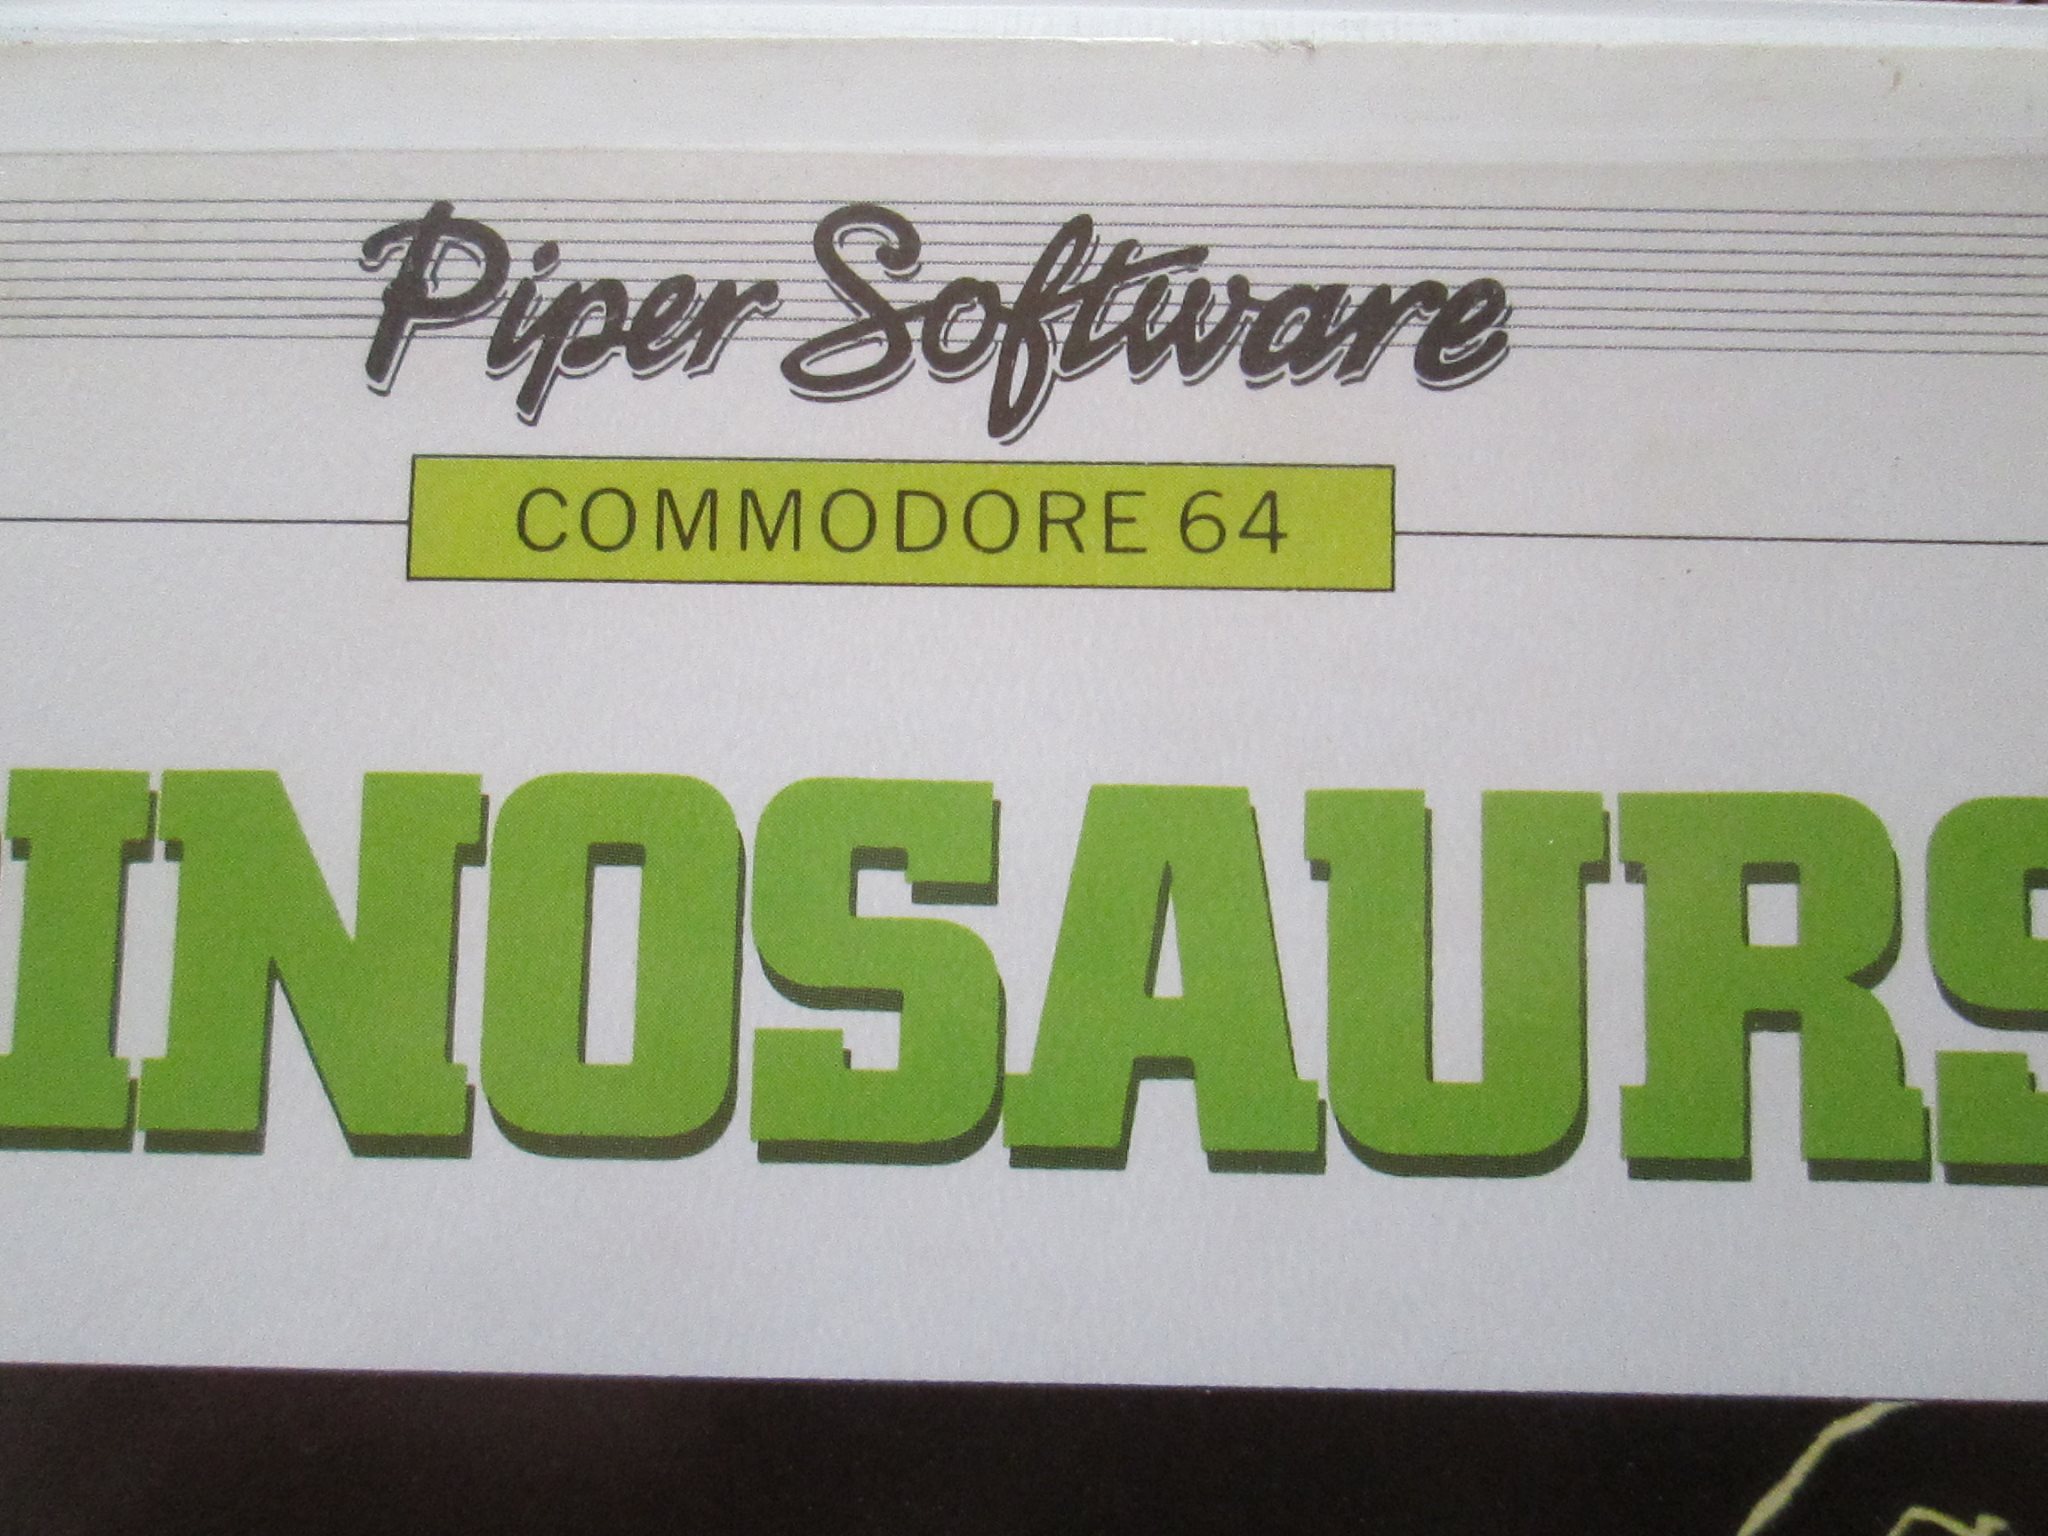 Piper Software
COMMODORE 64
INOSAURS